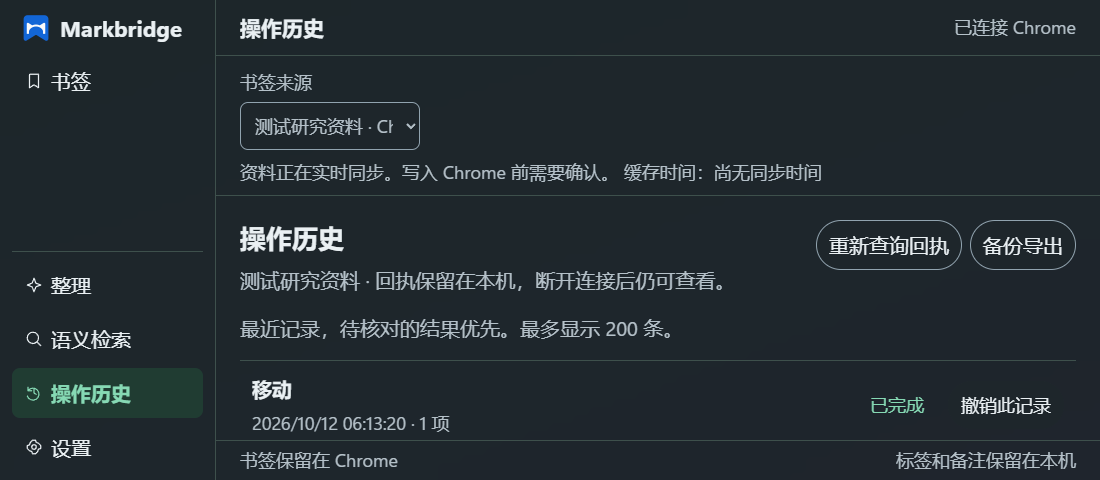 Markbridge
书签
整理
语义检索
操作历史
设置
操作历史
已连接 Chrome
书签来源
测试研究资料 · Ch
资料正在实时同步。写入 Chrome 前需要确认。 缓存时间：尚无同步时间
操作历史
重新查询回执
备份导出
测试研究资料 · 回执保留在本机，断开连接后仍可查看。
最近记录，待核对的结果优先。最多显示 200 条。
移动
2026/10/12 06:13:20 · 1 项
已完成
撤销此记录
书签保留在 Chrome
标签和备注保留在本机